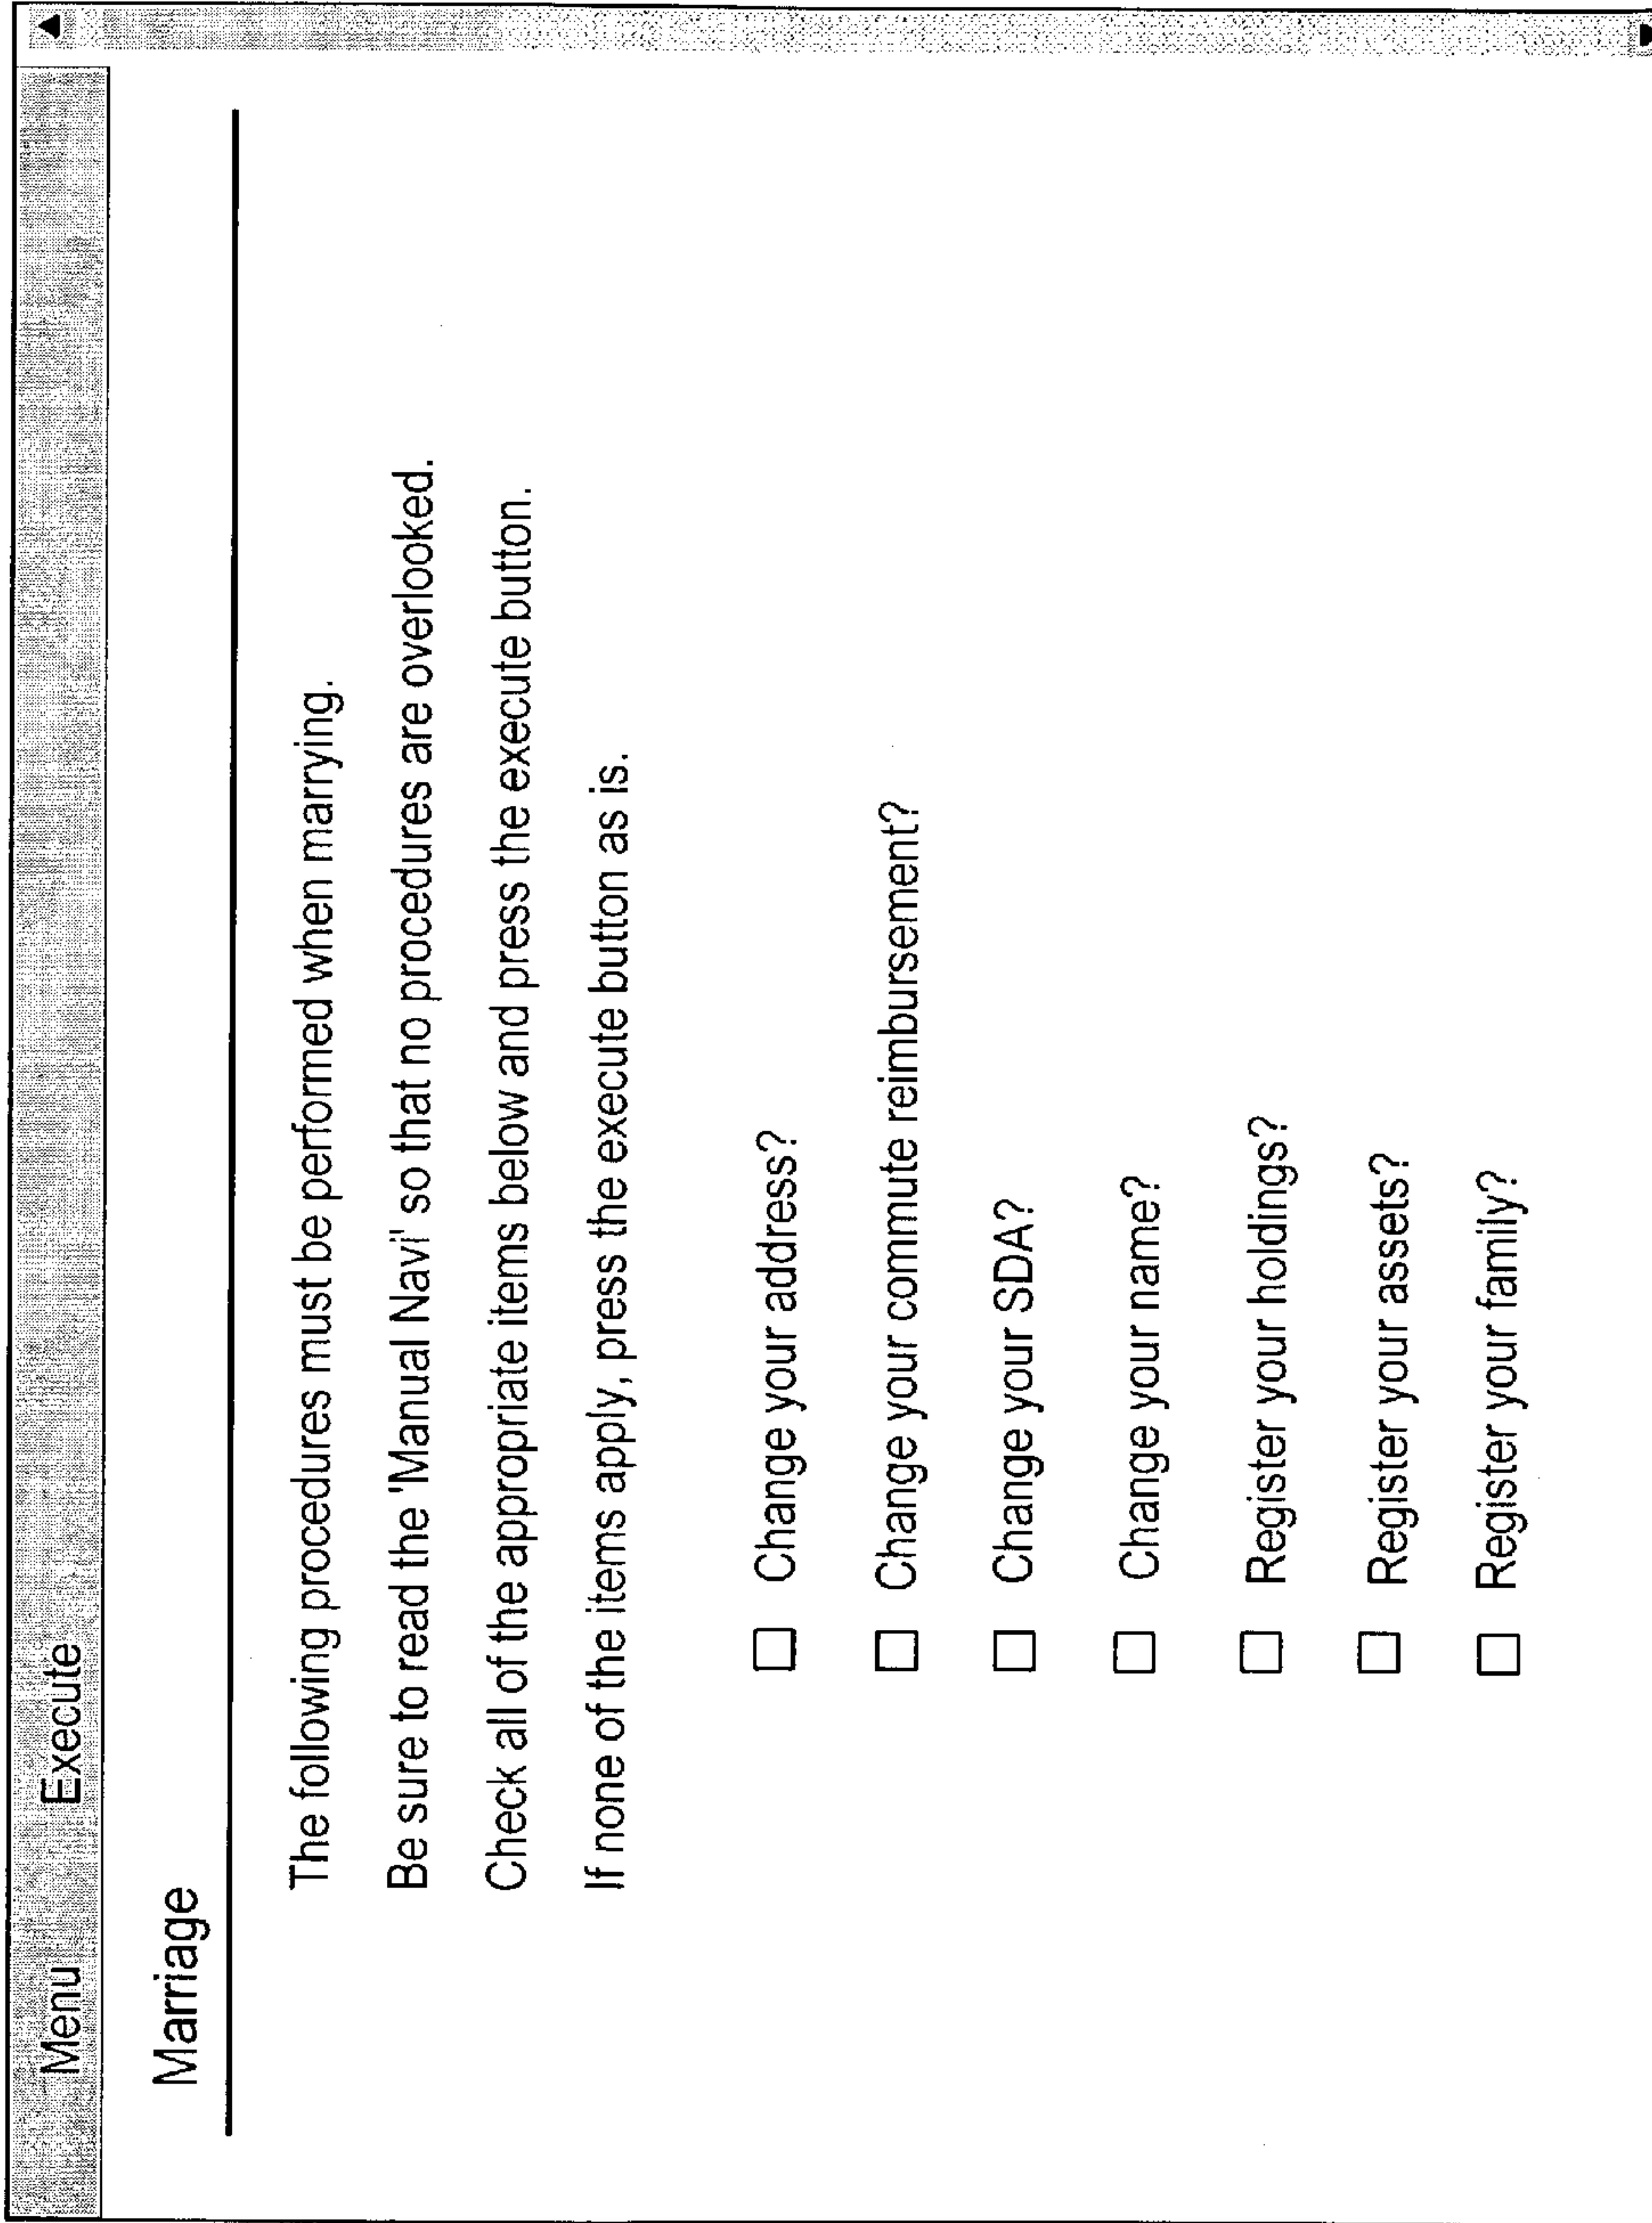 Menu Execute
Marriage
The following procedures must be performed when marrying.
Be sure to read the 'Manual Navi' so that no procedures are overlooked.
Check all of the appropriate items below and press the execute button.
If none of the items apply, press the execute button as is.
Change your address?
Change your commute reimbursement?
Change your SDA?
Change your name?
Register your holdings?
Register your assets?
Register your family?